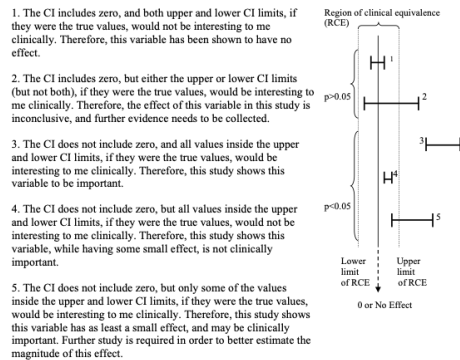 1. The CI includes zero, and both upper and lower CI limits, if
they were the true values, would not be interesting to me
clinically. Therefore, this variable has been shown to have no
effect.
2. The CI includes zero, but either the upper or lower CI limits
(but not both), if they were the true values, would be interesting to
me clinically. Therefore, the effect of this variable in this study is
inconclusive, and further evidence needs to be collected.
3. The CI does not include zero, and all values inside the upper
and lower CI limits, if they were the true values, would be
interesting to me clinically. Therefore, this study shows this
variable to be important.
4. The CI does not include zero, but all values inside the upper
and lower CI limits, if they were the true values, would not be
interesting to me clinically. Therefore, this study shows this
variable, while having some small effect, is not clinically
important.
5. The CI does not include zero, but only some of the values
inside the upper and lower CI limits, if they were the true values,
would be interesting to me clinically. Therefore, this study shows
this variable has as least a small effect, and may be clinically
important. Further study is required in order to better estimate the
magnitude of this effect.
Region of clinical equivalence
(RCE)
1
p>0.05
2
3
4
p<0.05
5
Lower
limit
of RCE
Upper
limit
of RCE
0 or No Effect